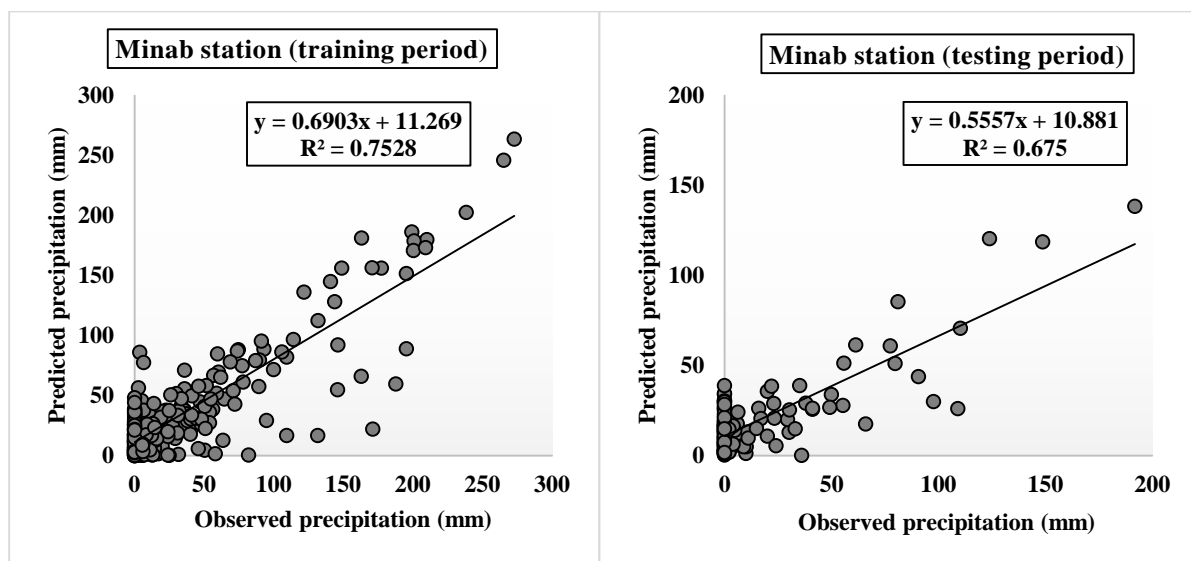 Minab station (training period)
300
250
200
150
100
50
0
y = 0.6903x + 11.269
R² = 0.7528
Predicted precipitation (mm)
0 50 100 150 200 250 300
Observed precipitation (mm)
Minab station (testing period)
200
150
100
50
0
y = 0.5557x + 10.881
R² = 0.675
Predicted precipitation (mm)
0 50 100 150 200
Observed precipitation (mm)